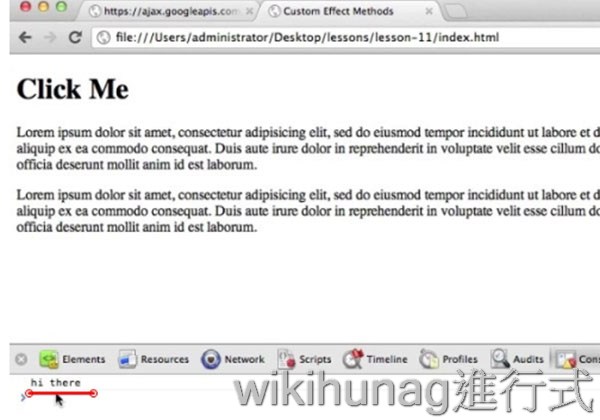 https://ajax.googleapis.com
Custom Effect Methods
file:///Users/administrator/Desktop/lessons/lesson-11/index.html
Click Me
Lorem ipsum dolor sit amet, consectetur adipisicing elit, sed do eiusmod tempor incididunt ut labore et d
aliquip ex ea commodo consequat. Duis aute irure dolor in reprehenderit in voluptate velit esse cillum do
officia deserunt mollit anim id est laborum.
Lorem ipsum dolor sit amet, consectetur adipisicing elit, sed do eiusmod tempor incididunt ut labore et d
aliquip ex ea commodo consequat. Duis aute irure dolor in reprehenderit in voluptate velit esse cillum do
officia deserunt mollit anim id est laborum.
Elements Resources Network Scripts Timeline Profiles Audits Cons
hi there
wikihunag進行式